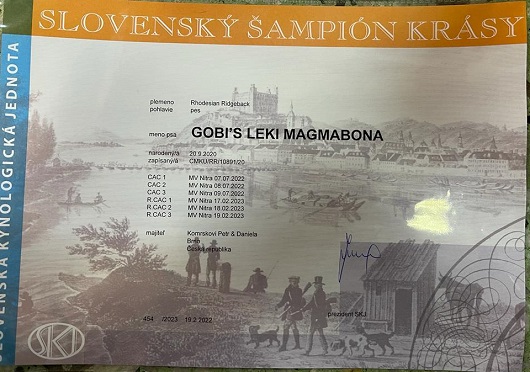 SLOVENSKÝ ŠAMPIÓN KRÁSY
SLOVENSKÁ KYNOLOGICKÁ JEDNOTA
plemeno Rhodesian Ridgeback
pohlavie pes
meno psa GOBI'S LEKI MAGMABONA
narodený/á 20.9.2020
zapísaný/á CMKU/RR/10891/20
CAC 1 MV Nitra 07.07.2022
CAC 2 MV Nitra 08.07.2022
CAC 3 MV Nitra 09.07.2022
R.CAC 1 MV Nitra 17.02.2023
R.CAC 2 MV Nitra 18.02.2023
R.CAC 3 MV Nitra 19.02.2023
majiteľ Komrskovi Petr & Daniela
Brno
Česká republika
454 /2023 19.2.2022
prezident SKJ
SKJ